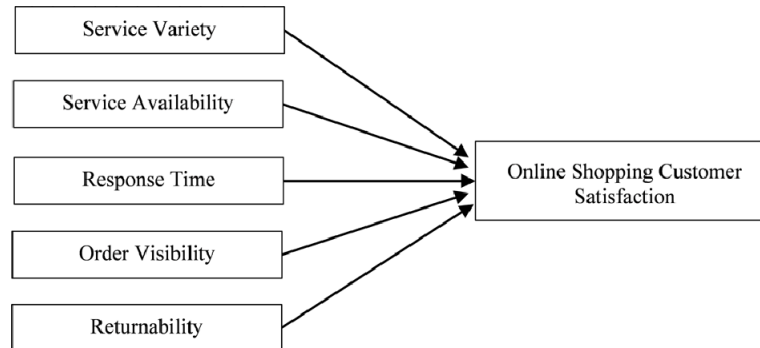 Service Variety
Service Availability
Response Time
Order Visibility
Returnability
Online Shopping Customer
Satisfaction